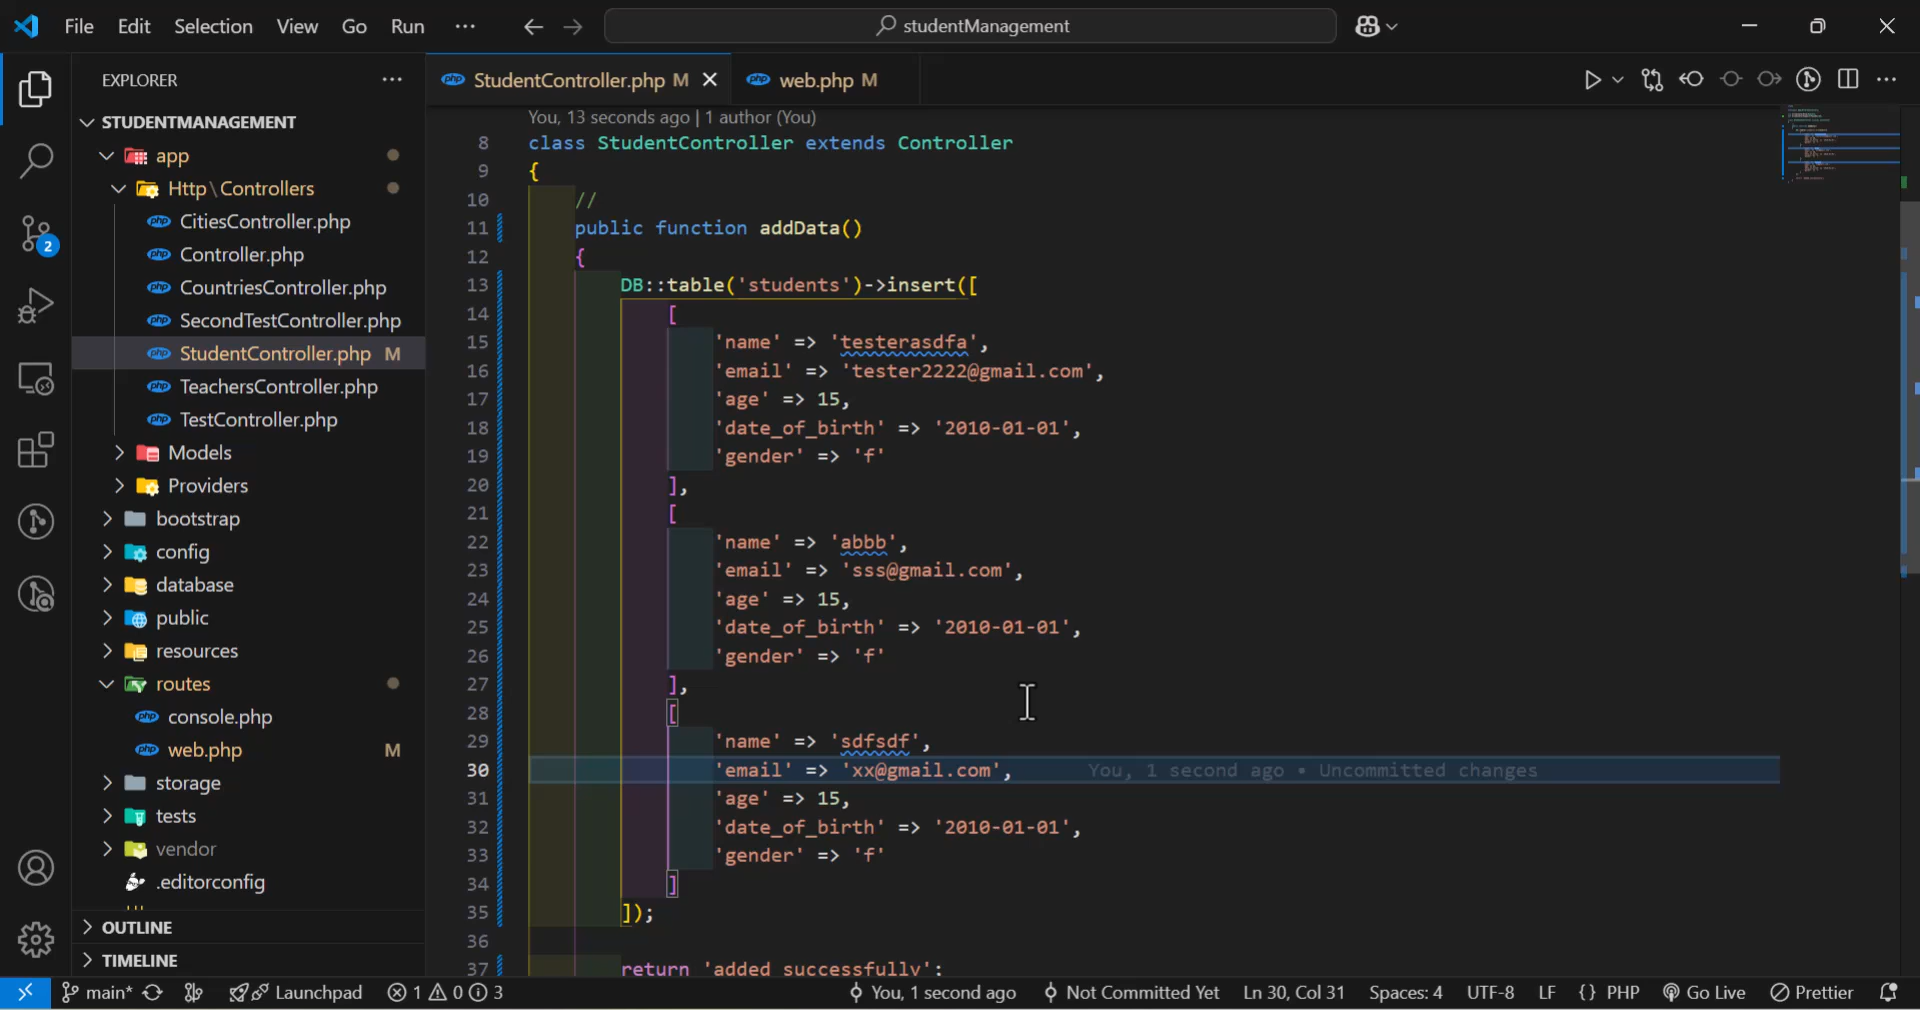 File Edit Selection View Go Run ··· studentManagement
EXPLORER ···
STUDENTMANAGEMENT
app
Http\Controllers
CitiesController.php
Controller.php
CountriesController.php
SecondTestController.php
StudentController.php M
TeachersController.php
TestController.php
Models
Providers
bootstrap
config
database
public
resources
routes
console.php
web.php M
storage
tests
vendor
.editorconfig
OUTLINE
TIMELINE
2
StudentController.php M
web.php M
You, 13 seconds ago | 1 author (You)
8 class StudentController extends Controller
9 {
10 //
11 public function addData()
12 {
13 DB::table('students')->insert([
14 [
15 'name' => 'testerasdfa',
16 'email' => 'tester2222@gmail.com',
17 'age' => 15,
18 'date_of_birth' => '2010-01-01',
19 'gender' => 'f'
20 ],
21 [
22 'name' => 'abbb',
23 'email' => 'sss@gmail.com',
24 'age' => 15,
25 'date_of_birth' => '2010-01-01',
26 'gender' => 'f'
27 ],
28 [
29 'name' => 'sdfsdf',
30 'email' => 'xx@gmail.com', You, 1 second ago • Uncommitted changes
31 'age' => 15,
32 'date_of_birth' => '2010-01-01',
33 'gender' => 'f'
34 ]
35 ]);
36
37 return 'added successfully';
main* Launchpad 1 0 3 You, 1 second ago Not Committed Yet Ln 30, Col 31 Spaces: 4 UTF-8 LF {} PHP Go Live Prettier